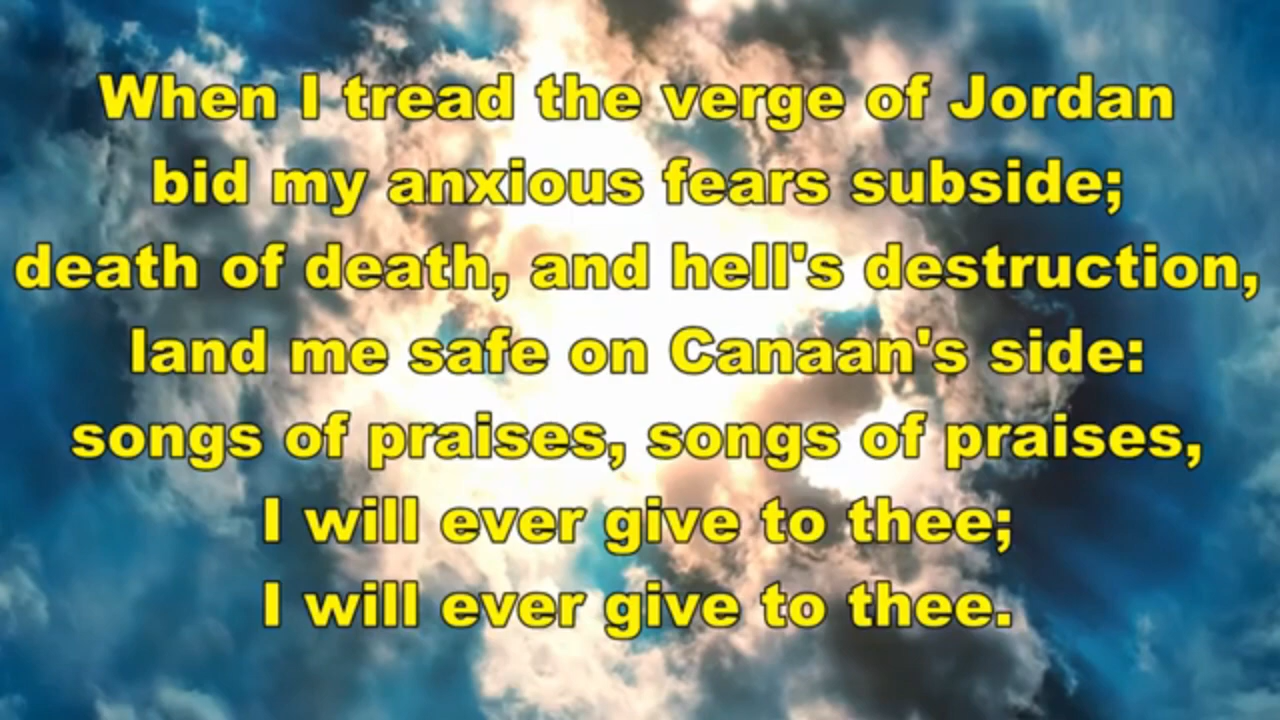 When I tread the verge of Jordan
bid my anxious fears subside;
death of death, and hell's destruction,
land me safe on Canaan's side:
songs of praises, songs of praises,
I will ever give to thee;
I will ever give to thee.